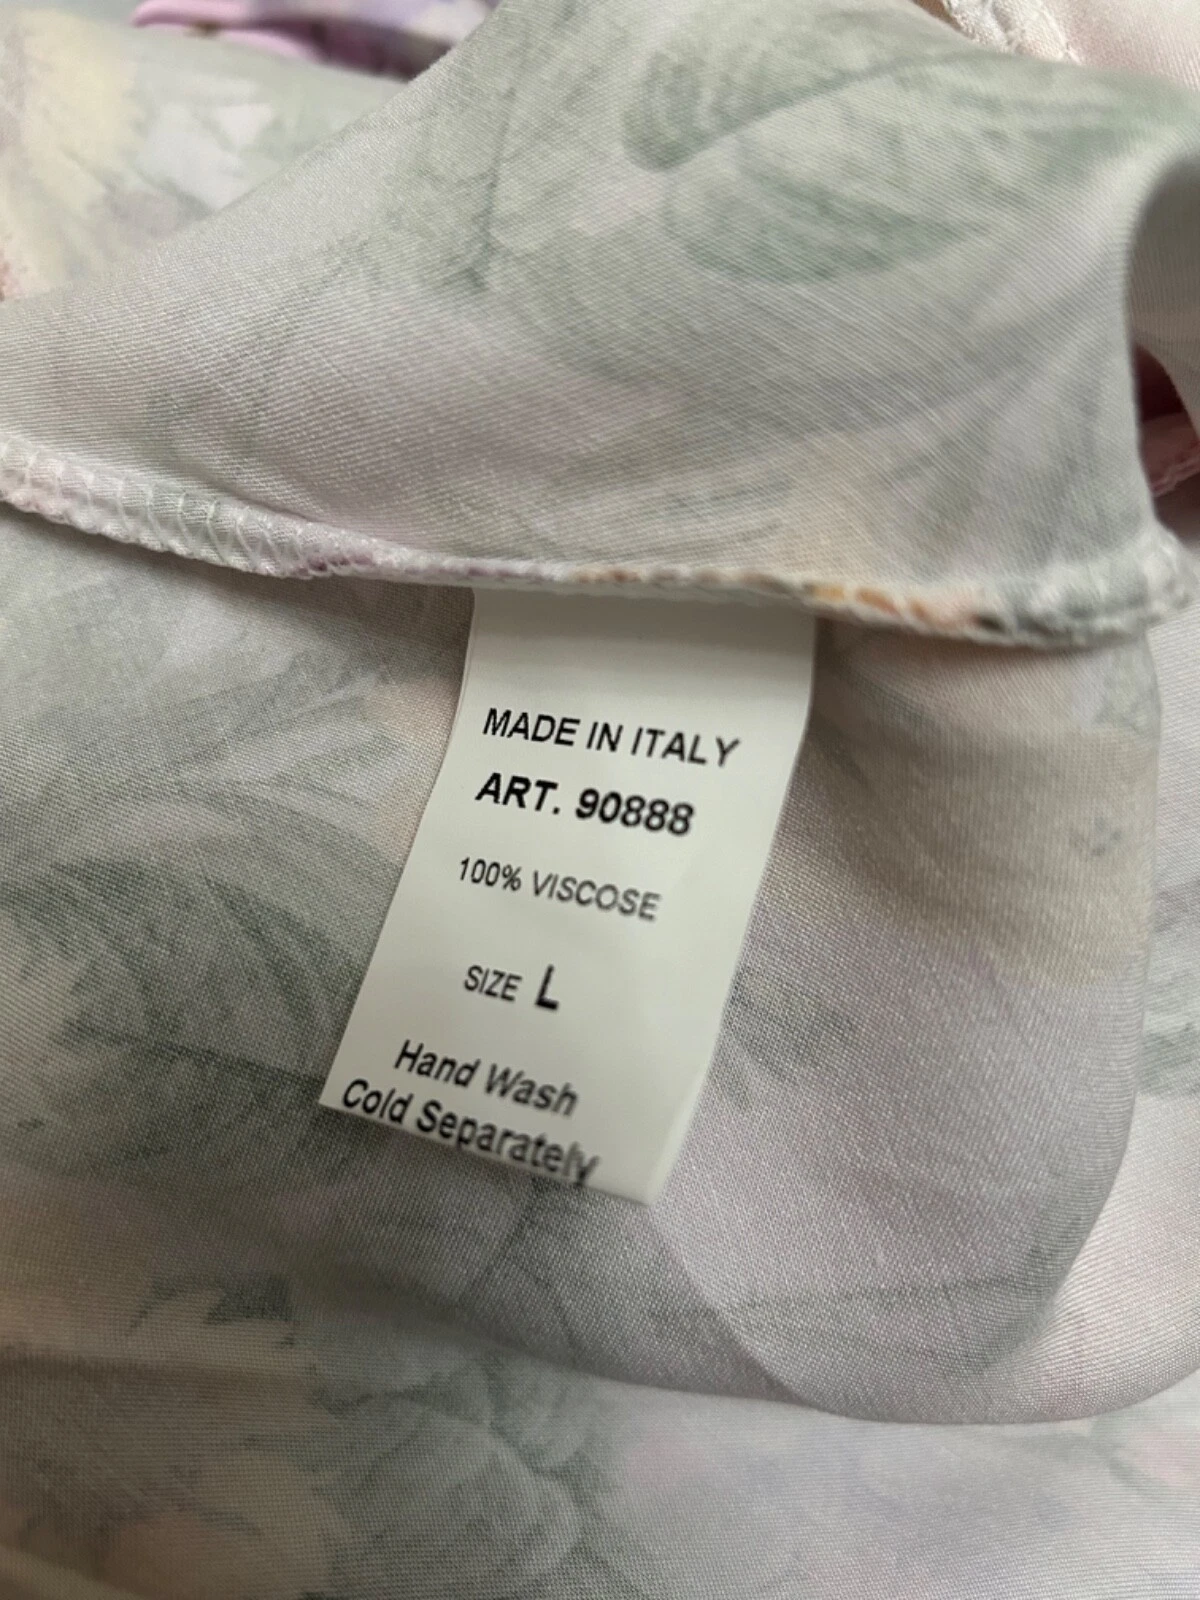 MADE IN ITALY
ART. 90888
100% VISCOSE
SIZE L
Hand Wash
Cold Separately